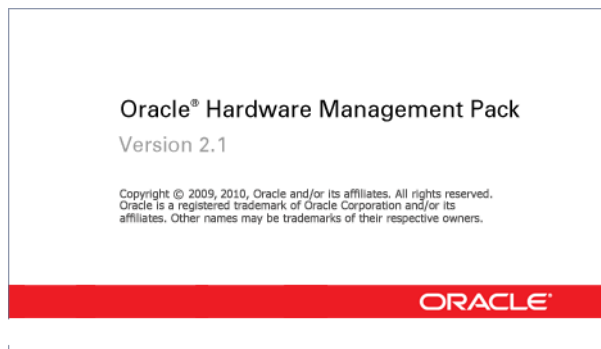 Oracle® Hardware Management Pack
Version 2.1
Copyright © 2009, 2010, Oracle and/or its affiliates. All rights reserved.
Oracle is a registered trademark of Oracle Corporation and/or its
affiliates. Other names may be trademarks of their respective owners.
ORACLE®